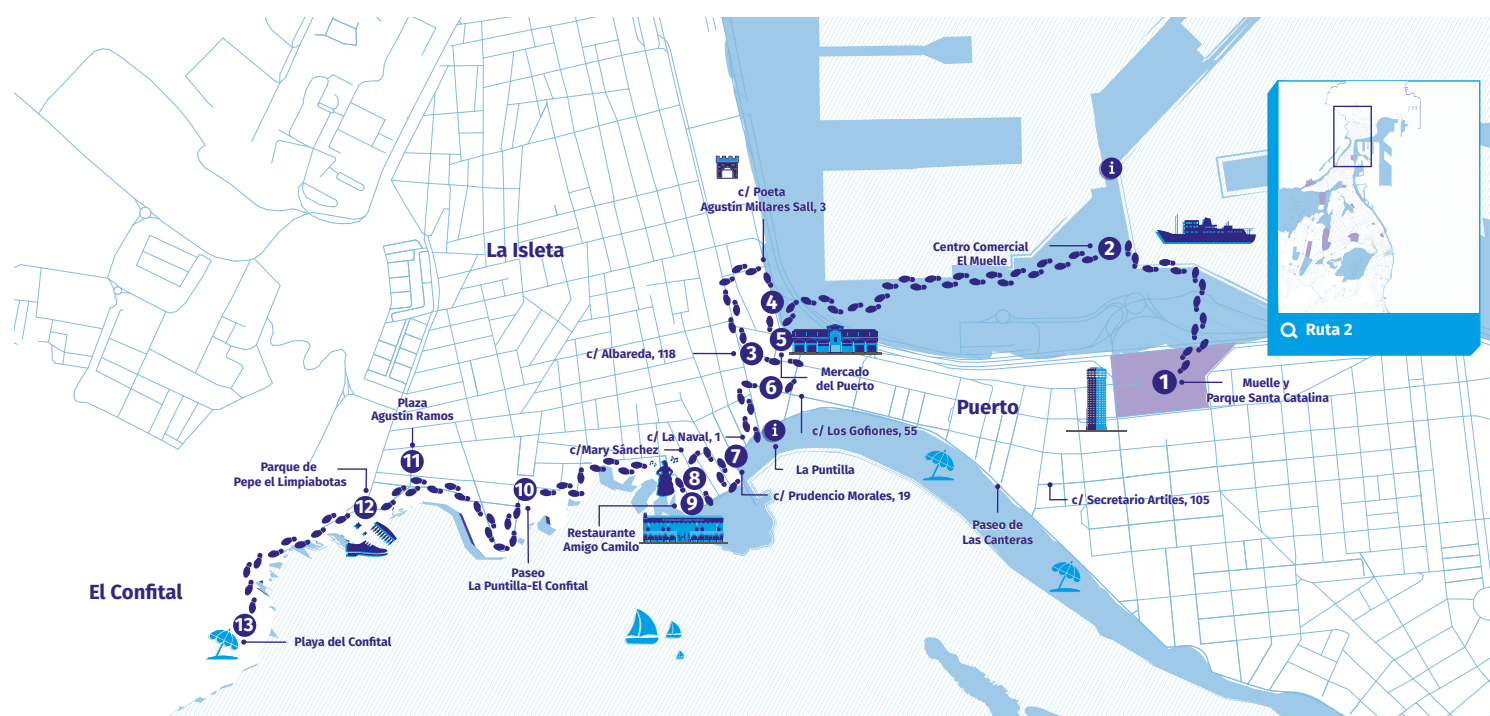 i
c/ Poeta
Agustín Millares Sall, 3
La Isleta
Centro Comercial
El Muelle
2
4
5
3
c/ Albareda, 118
Mercado
del Puerto
6
Puerto
1
Muelle y
Parque Santa Catalina
Ruta 2
Plaza
Agustín Ramos
c/ La Naval, 1
i
c/ Los Gofiones, 55
c/Mary Sánchez
7
La Puntilla
11
Parque de
Pepe el Limpiabotas
8
10
9
c/ Prudencio Morales, 19
c/ Secretario Artiles, 105
12
Restaurante
Amigo Camilo
Paseo de
Las Canteras
Paseo
La Puntilla-El Confital
El Confital
13
Playa del Confital